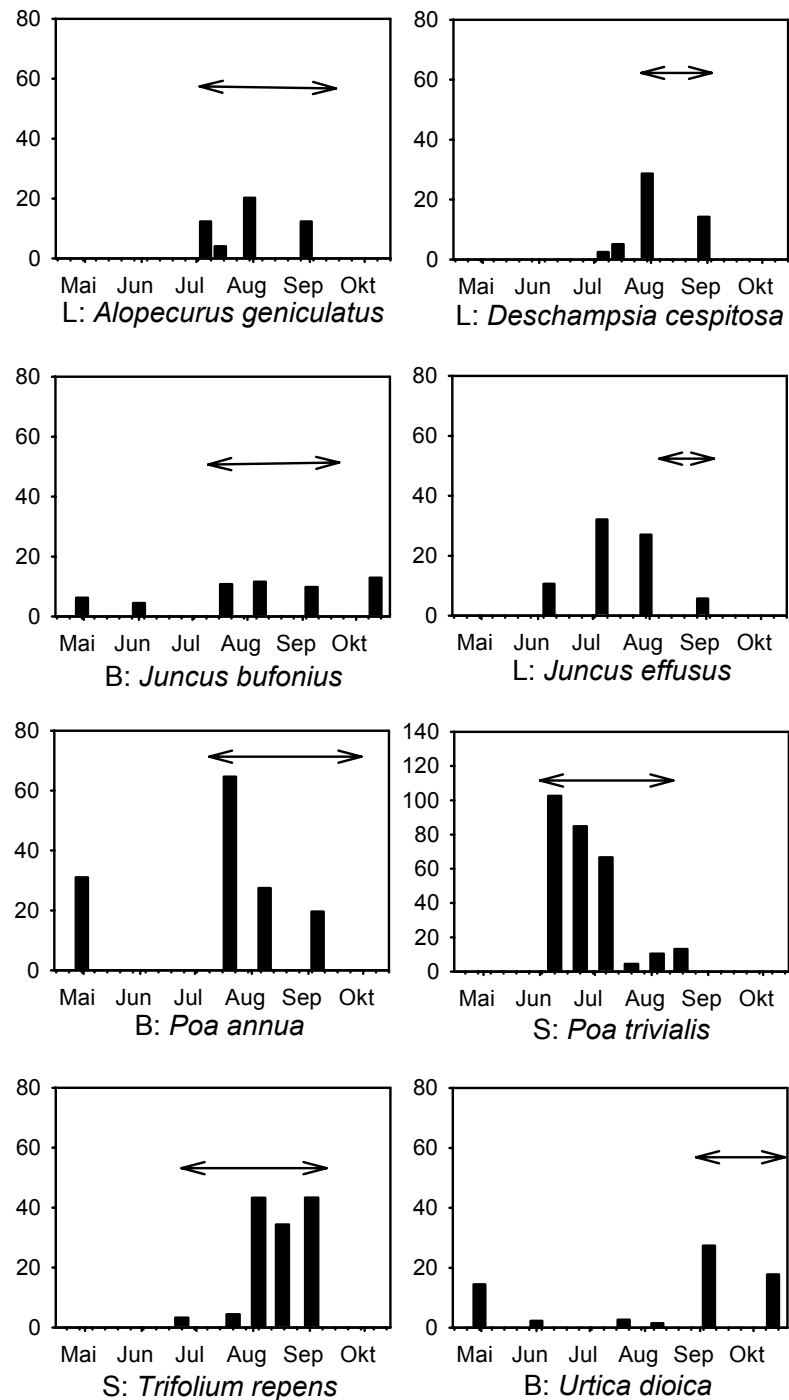 80
60
40
20
0
Mai Jun Jul Aug Sep Okt
L: Alopecurus geniculatus
80
60
40
20
0
Mai Jun Jul Aug Sep Okt
L: Deschampsia cespitosa
80
60
40
20
0
Mai Jun Jul Aug Sep Okt
B: Juncus bufonius
80
60
40
20
0
Mai Jun Jul Aug Sep Okt
L: Juncus effusus
80
60
40
20
0
Mai Jun Jul Aug Sep Okt
B: Poa annua
140
120
100
80
60
40
20
0
Mai Jun Jul Aug Sep Okt
S: Poa trivialis
80
60
40
20
0
Mai Jun Jul Aug Sep Okt
S: Trifolium repens
80
60
40
20
0
Mai Jun Jul Aug Sep Okt
B: Urtica dioica